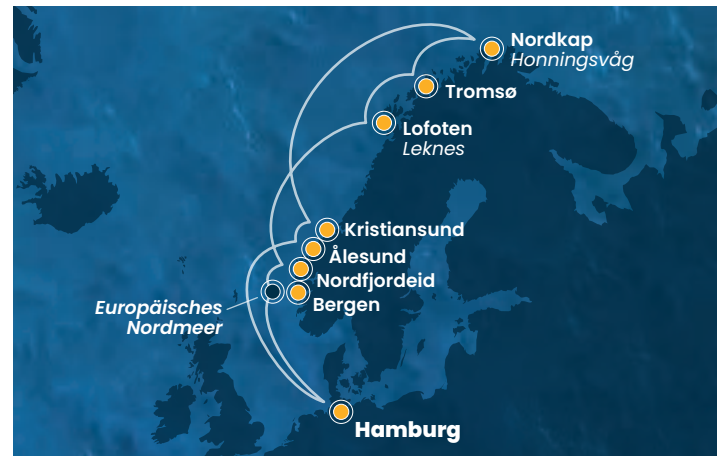 Nordkap
Honningsvåg
Tromsø
Lofoten
Leknes
Kristiansund
Ålesund
Nordfjordeid
Bergen
Europäisches
Nordmeer
Hamburg